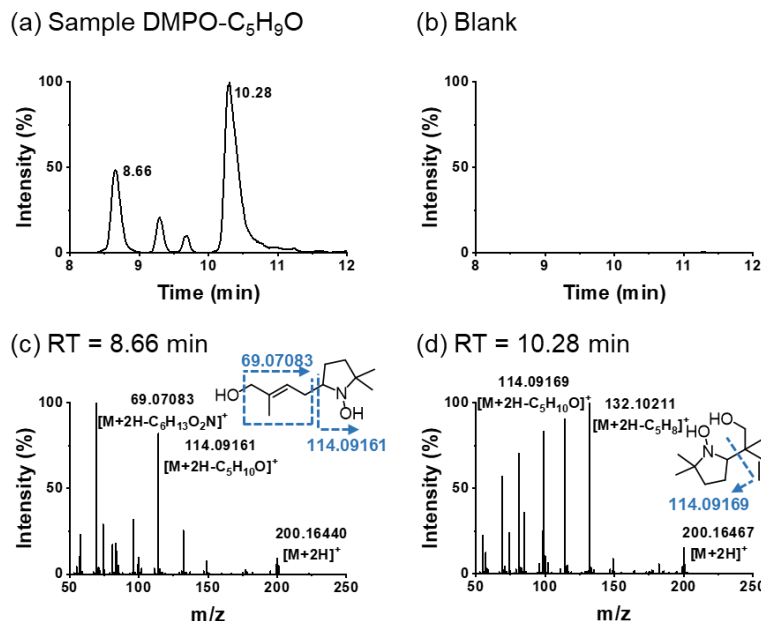 (a) Sample DMPO-C₅H₉O
(b) Blank
Intensity (%)
100
50
0
8.66
10.28
8 9 10 11 12
Time (min)
Intensity (%)
100
50
0
8 9 10 11 12
Time (min)
(c) RT = 8.66 min
(d) RT = 10.28 min
Intensity (%)
100
50
0
69.07083
HO
N
OH
114.09161
69.07083
[M+2H-C₆H₁₃O₂N]⁺
114.09161
[M+2H-C₅H₁₀O]⁺
200.16440
[M+2H]⁺
50 100 150 200 250
m/z
Intensity (%)
100
50
0
114.09169
[M+2H-C₅H₁₀O]⁺
132.10211
[M+2H-C₅H₈]⁺
HO
HO
N
114.09169
200.16467
[M+2H]⁺
50 100 150 200 250
m/z